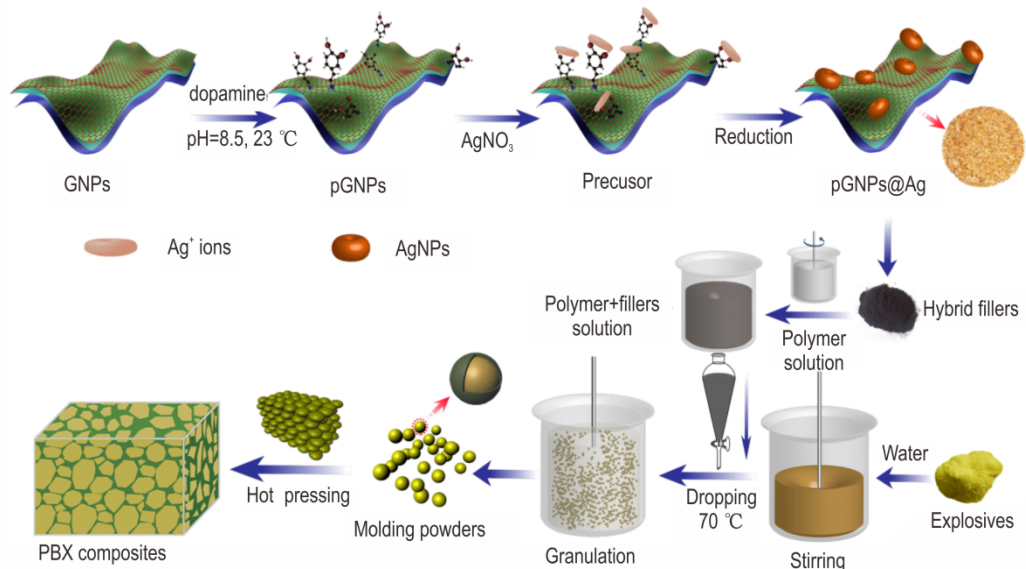 dopamine
pH=8.5, 23 ℃
AgNO₃
Reduction
GNPs
pGNPs
Precusor
pGNPs@Ag
Ag⁺ ions
AgNPs
Polymer+fillers
solution
Polymer
solution
Hybrid fillers
Water
Explosives
Stirring
Dropping
70 ℃
Granulation
Molding powders
Hot pressing
PBX composites